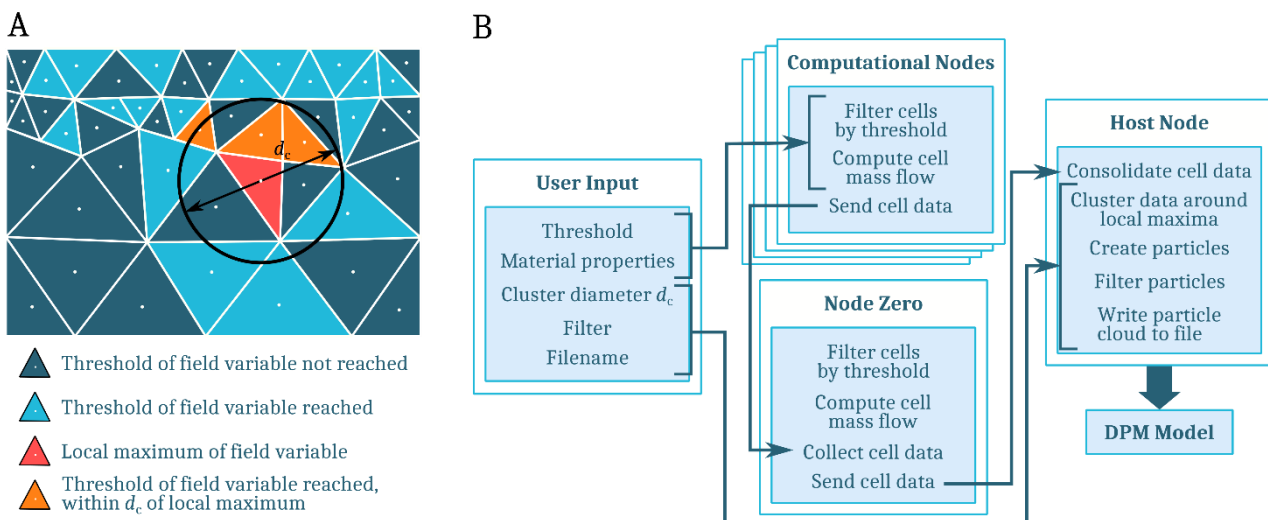 A
d_c
Threshold of field variable not reached
Threshold of field variable reached
Local maximum of field variable
Threshold of field variable reached,
within d_c of local maximum
B
User Input
Threshold
Material properties
Cluster diameter d_c
Filter
Filename
Computational Nodes
Filter cells
by threshold
Compute cell
mass flow
Send cell data
Node Zero
Filter cells
by threshold
Compute cell
mass flow
Collect cell data
Send cell data
Host Node
Consolidate cell data
Cluster data around
local maxima
Create particles
Filter particles
Write particle
cloud to file
DPM Model